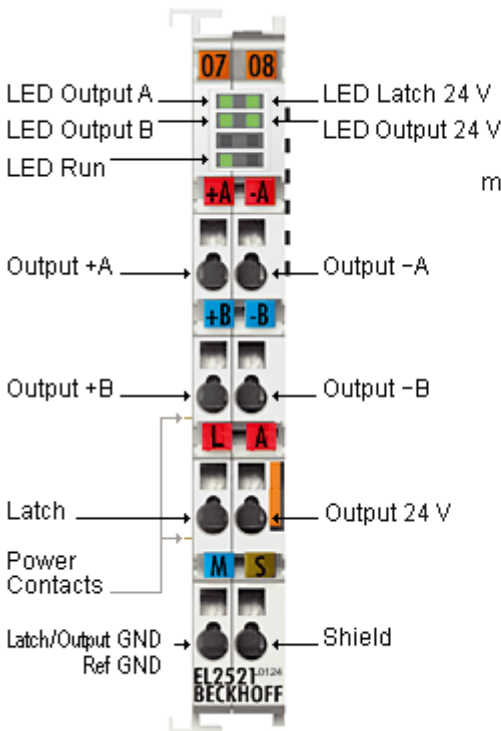 07 08
LED Output A
LED Latch 24 V
LED Output B
LED Output 24 V
LED Run
m
+A -A
Output +A
Output -A
+B -B
Output +B
Output -B
L A
Latch
Output 24 V
Power
Contacts
M S
Latch/Output GND
Ref GND
Shield
EL2521-0124
BECKHOFF